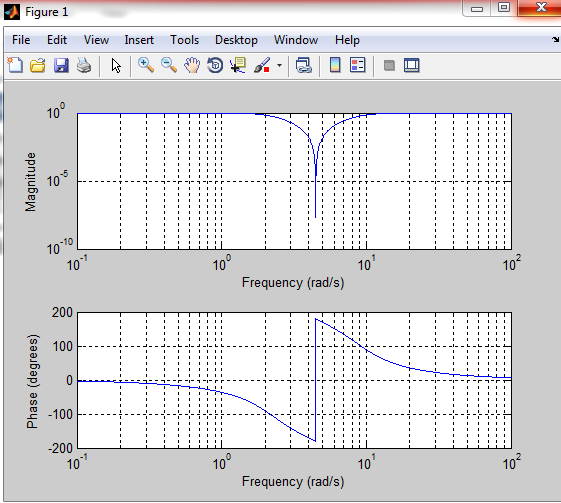 Figure 1
File Edit View Insert Tools Desktop Window Help
10^0
10^-5
10^-10
Magnitude
10^-1 10^0 10^1 10^2
Frequency (rad/s)
200
100
0
-100
-200
Phase (degrees)
10^-1 10^0 10^1 10^2
Frequency (rad/s)